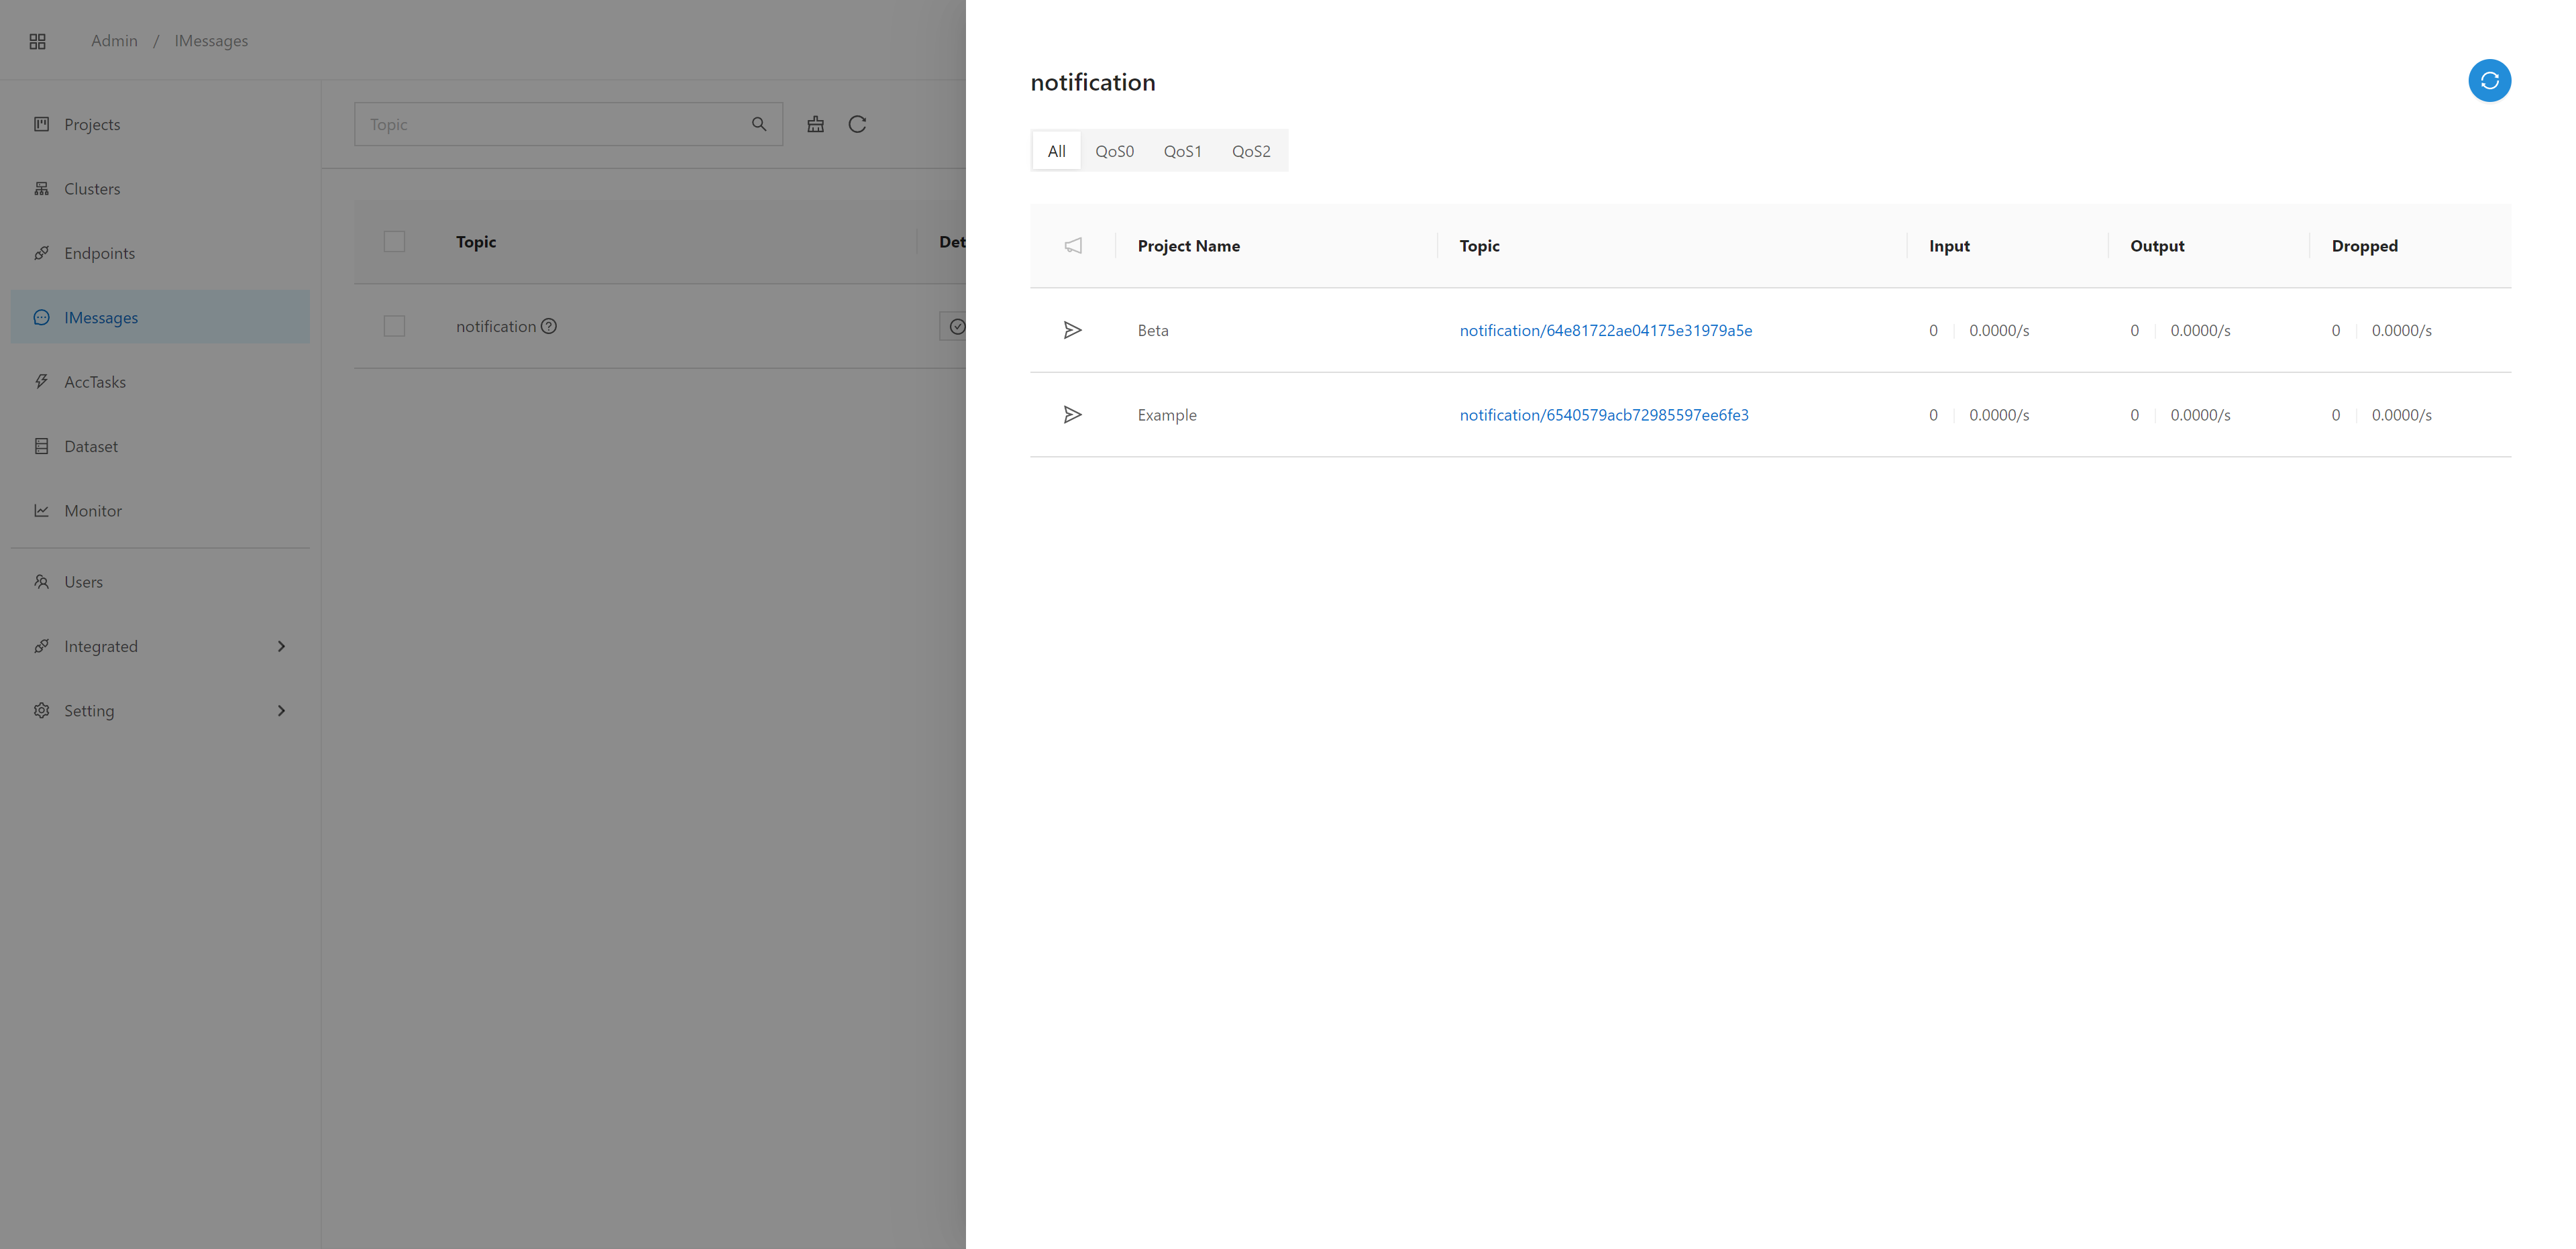 Admin / IMessages
Projects
Clusters
Endpoints
IMessages
AccTasks
Dataset
Monitor
Users
Integrated
Setting
Topic
Topic Det
notification
notification
All QoS0 QoS1 QoS2
Project Name Topic Input Output Dropped
Beta notification/64e81722ae04175e31979a5e 0 0.0000/s 0 0.0000/s 0 0.0000/s
Example notification/6540579acb72985597ee6fe3 0 0.0000/s 0 0.0000/s 0 0.0000/s